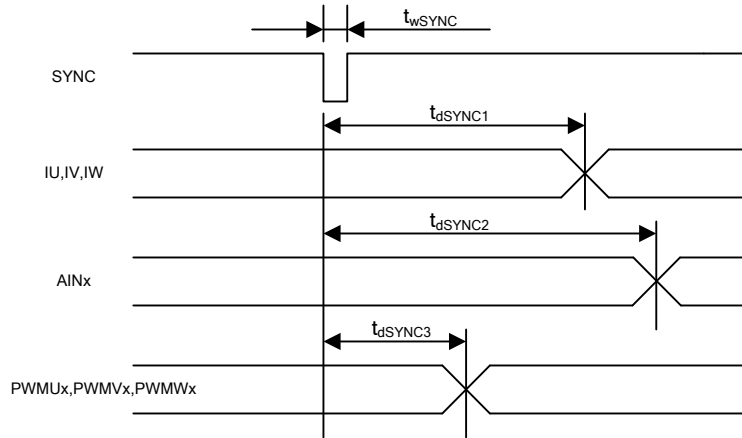 twSYNC
SYNC
tdSYNC1
IU,IV,IW
tdSYNC2
AINx
tdSYNC3
PWMUx,PWMVx,PWMWx